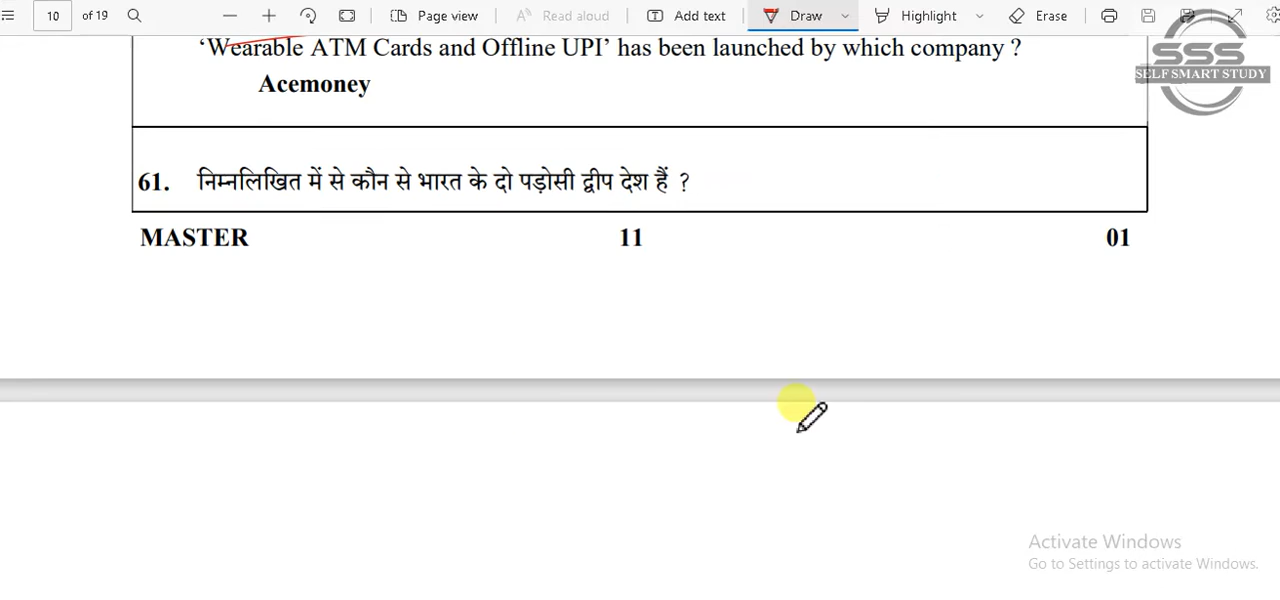 10 of 19 Page view Read aloud Add text Draw Highlight Erase
'Wearable ATM Cards and Offline UPI' has been launched by which company ?
SSS
SELF SMART STUDY
Acemoney
61. निम्नलिखित में से कौन से भारत के दो पड़ोसी द्वीप देश हैं ?
MASTER 11 01
Activate Windows
Go to Settings to activate Windows.